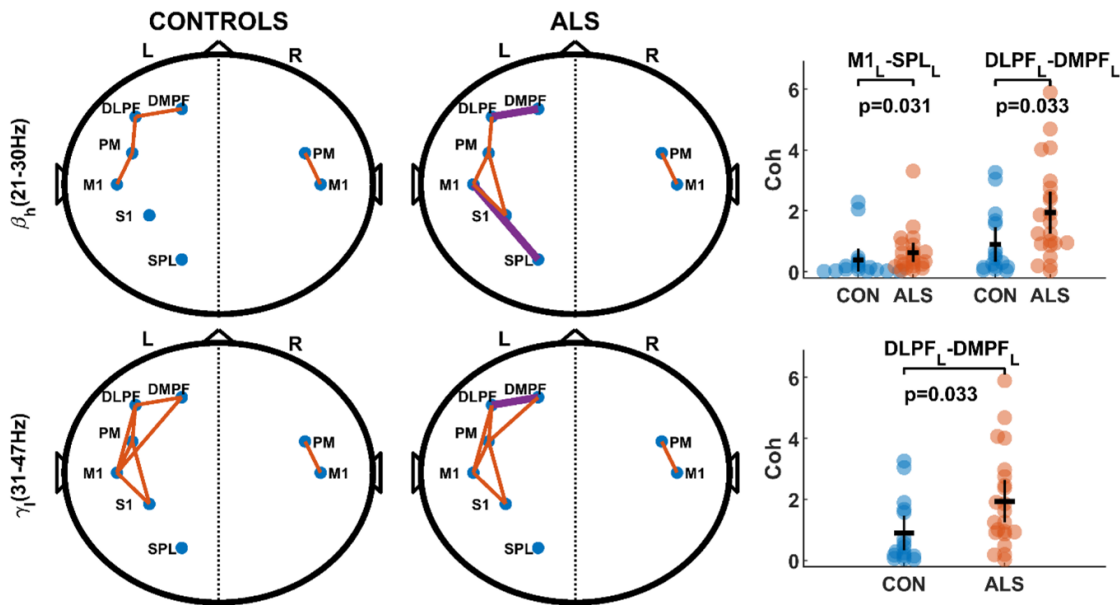 CONTROLS
ALS
L
R
L
R
β_h(21-30Hz)
DLPF
DMPF
PM
M1
S1
SPL
PM
M1
DLPF
DMPF
PM
M1
S1
SPL
PM
M1
M1_L-SPL_L
DLPF_L-DMPF_L
p=0.031
p=0.033
Coh
6
4
2
0
CON
ALS
CON
ALS
L
R
L
R
γ_l(31-47Hz)
DLPF
DMPF
PM
M1
S1
SPL
PM
M1
DLPF
DMPF
PM
M1
S1
SPL
PM
M1
DLPF_L-DMPF_L
p=0.033
Coh
6
4
2
0
CON
ALS